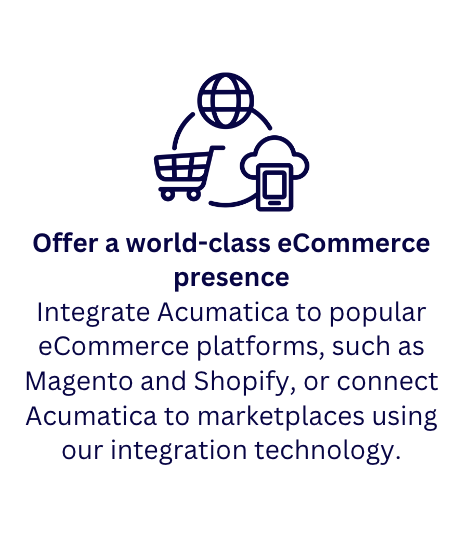 Offer a world-class eCommerce
presence
Integrate Acumatica to popular
eCommerce platforms, such as
Magento and Shopify, or connect
Acumatica to marketplaces using
our integration technology.